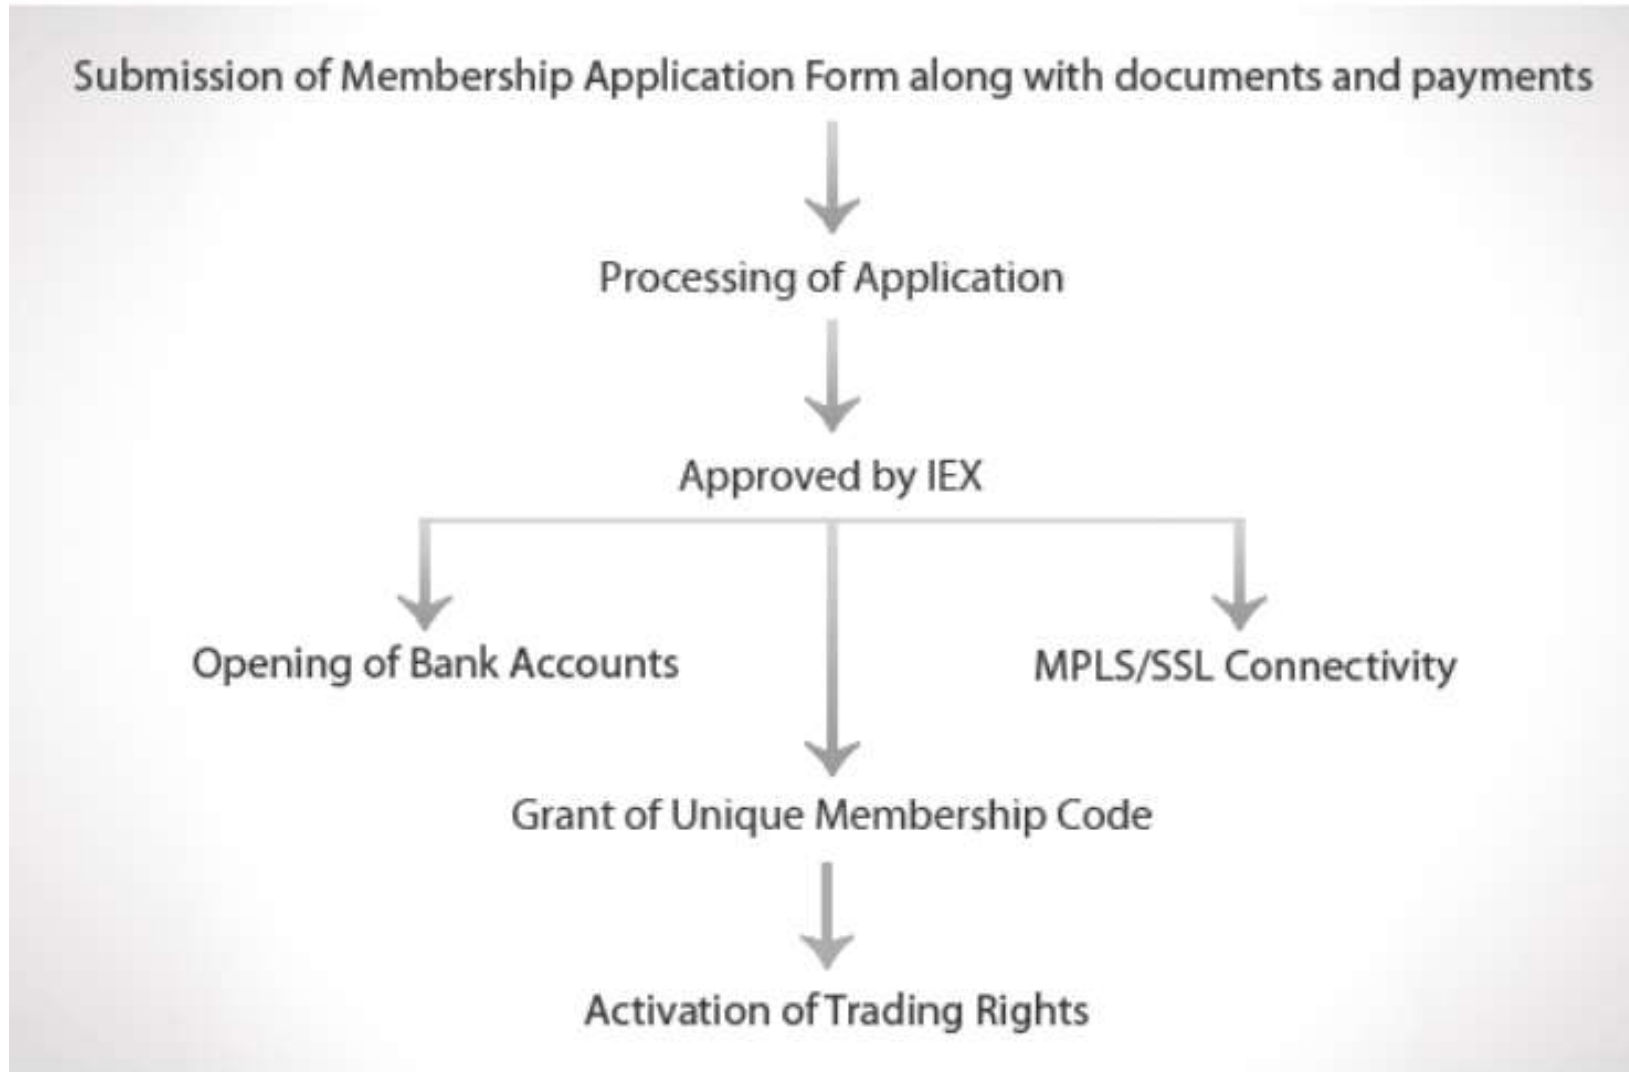 Submission of Membership Application Form along with documents and payments
Processing of Application
Approved by IEX
Opening of Bank Accounts
MPLS/SSL Connectivity
Grant of Unique Membership Code
Activation of Trading Rights